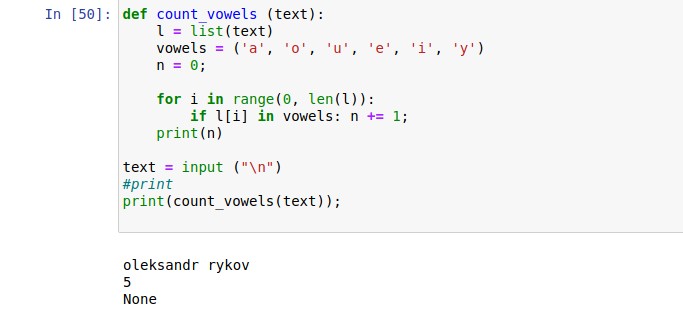 In [50]: def count_vowels (text):
    l = list(text)
    vowels = ('a', 'o', 'u', 'e', 'i', 'y')
    n = 0;
    for i in range(0, len(l)):
        if l[i] in vowels: n += 1;
    print(n)
text = input ("\n")
#print
print(count_vowels(text));
oleksandr rykov
5
None